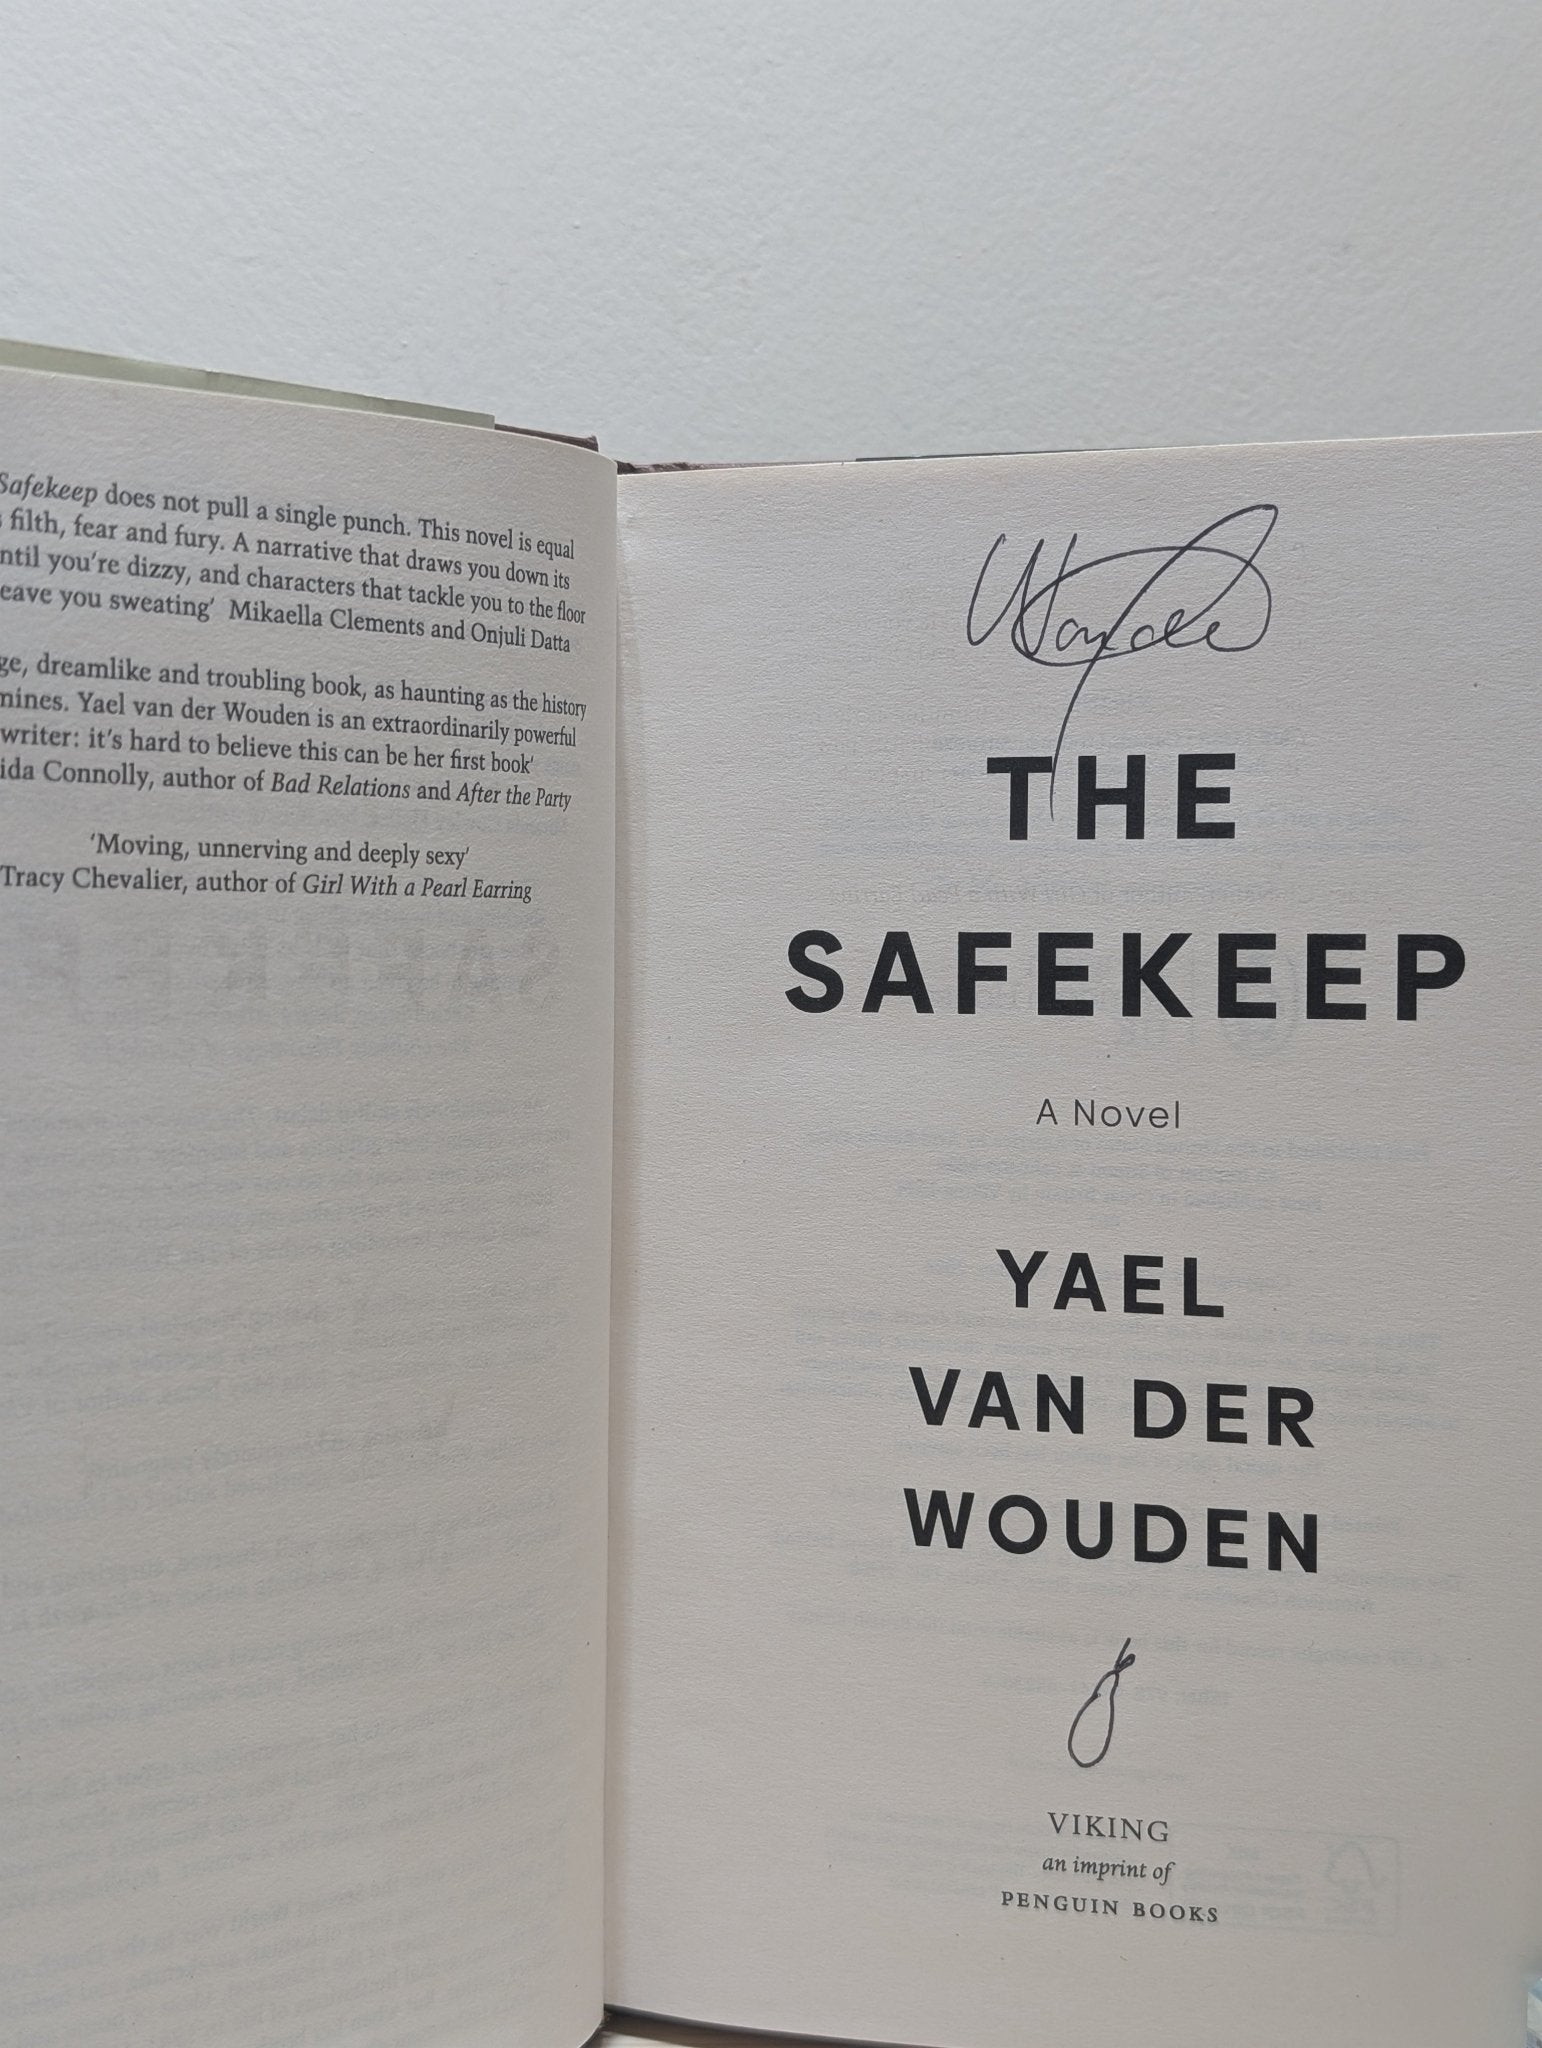 Safekeep does not pull a single punch. This novel is equal
filth, fear and fury. A narrative that draws you down its
ntil you're dizzy, and characters that tackle you to the floor
eave you sweating' Mikaella Clements and Onjuli Datta
ge, dreamlike and troubling book, as haunting as the history
mines. Yael van der Wouden is an extraordinarily powerful
writer: it's hard to believe this can be her first book'
ida Connolly, author of Bad Relations and After the Party
'Moving, unnerving and deeply sexy'
Tracy Chevalier, author of Girl With a Pearl Earring
THE
SAFEKEEP
A Novel
YAEL
VAN DER
WOUDEN
VIKING
an imprint of
PENGUIN BOOKS